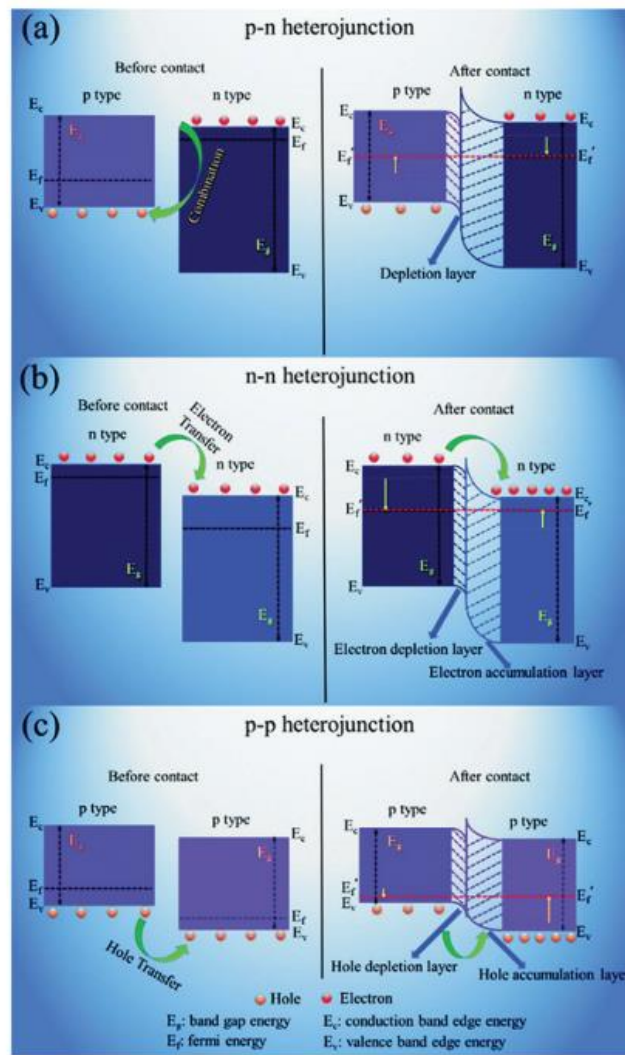 (a)
p-n heterojunction
Before contact
After contact
p type
n type
p type
n type
Ec
Eg
Ef
Ev
Ec
Ef
Combination
Eg
Ev
Ec
Eg
Ef'
Ev
Ec
Ef'
Eg
Ev
Depletion layer
(b)
n-n heterojunction
Before contact
Electron
Transfer
After contact
n type
n type
n type
n type
Ec
Ef
Eg
Ev
Ec
Ef
Eg
Ev
Ec
Ef'
Eg
Ev
Ec
Ef'
Eg
Ev
Electron depletion layer
Electron accumulation layer
(c)
p-p heterojunction
Before contact
After contact
p type
p type
p type
p type
Ec
Eg
Ef
Ev
Ec
Eg
Ef
Ev
Hole Transfer
Ec
Eg
Ef'
Ev
Ec
Eg
Ef'
Ev
Hole depletion layer
Hole accumulation layer
Hole
Electron
Eg: band gap energy
Ec: conduction band edge energy
Ef: fermi energy
Ev: valence band edge energy